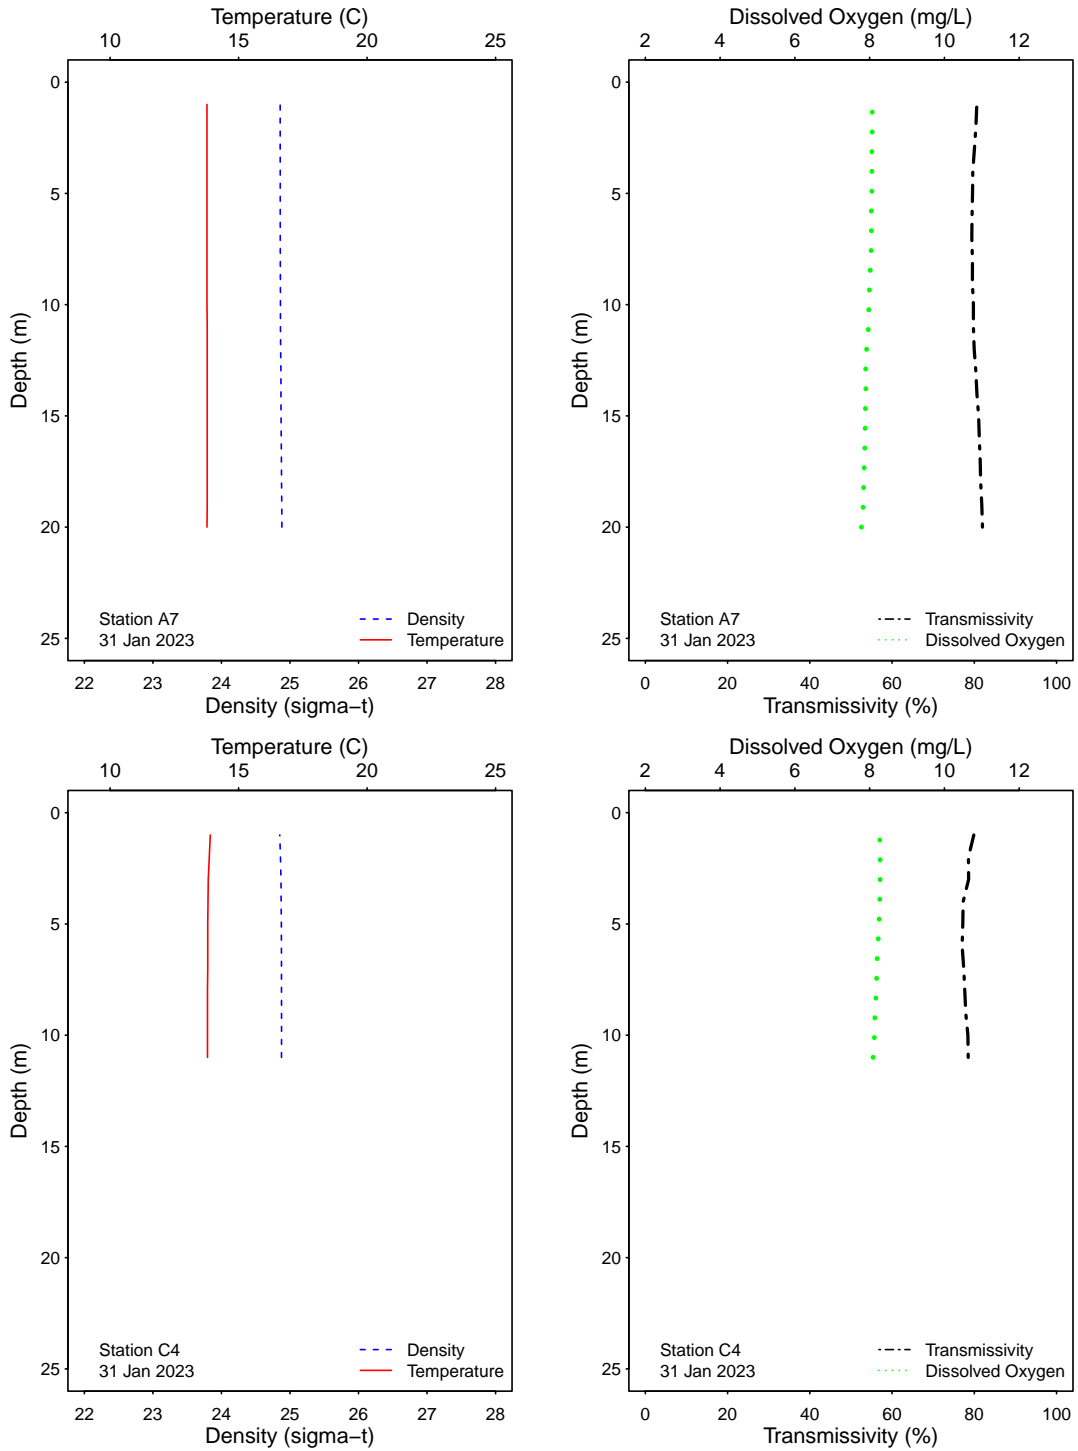 Temperature (C)
10 15 20 25
0
5
10
15
20
25
Depth (m)
Station A7
31 Jan 2023
Density
Temperature
22 23 24 25 26 27 28
Density (sigma−t)
Dissolved Oxygen (mg/L)
2 4 6 8 10 12
0
5
10
15
20
25
Depth (m)
Station A7
31 Jan 2023
Transmissivity
Dissolved Oxygen
0 20 40 60 80 100
Transmissivity (%)
Temperature (C)
10 15 20 25
0
5
10
15
20
25
Depth (m)
Station C4
31 Jan 2023
Density
Temperature
22 23 24 25 26 27 28
Density (sigma−t)
Dissolved Oxygen (mg/L)
2 4 6 8 10 12
0
5
10
15
20
25
Depth (m)
Station C4
31 Jan 2023
Transmissivity
Dissolved Oxygen
0 20 40 60 80 100
Transmissivity (%)